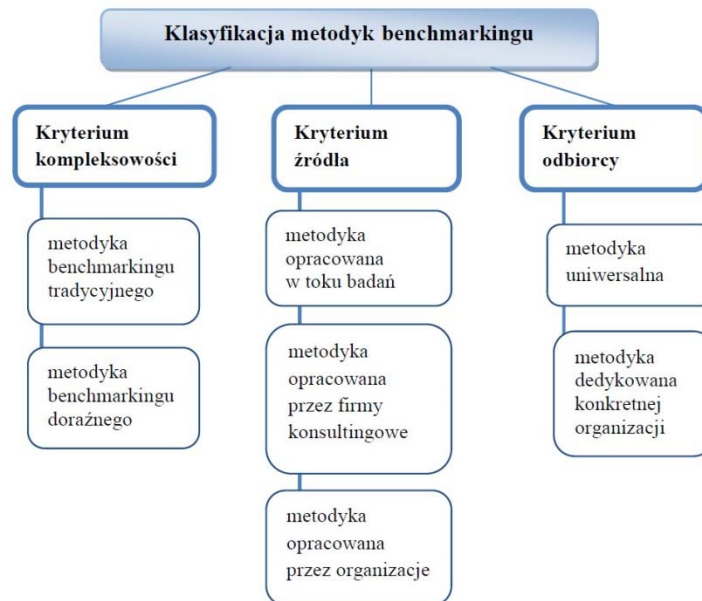 Klasyfikacja metodyk benchmarkingu
Kryterium
kompleksowości
metodyka
benchmarkingu
tradycyjnego
metodyka
benchmarkingu
doraźnego
Kryterium
źródła
metodyka
opracowana
w toku badań
metodyka
opracowana
przez firmy
konsultingowe
metodyka
opracowana
przez organizacje
Kryterium
odbiorcy
metodyka
uniwersalna
metodyka
dedykowana
konkretnej
organizacji